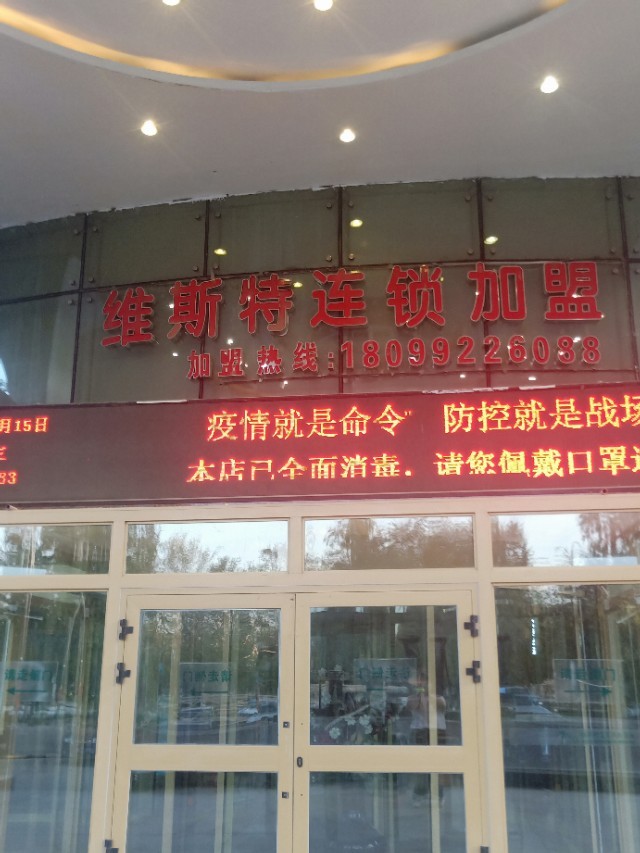 维斯特连锁加盟
加盟热线:18099226088
月15日
疫情就是命令" 防控就是战场
83
本店已全面消毒, 请您佩戴口罩